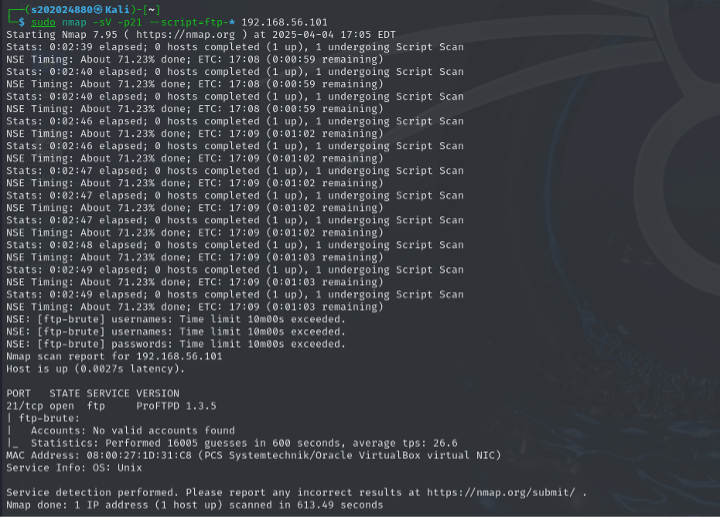 ┌──(s202024880㉿Kali)-[~]
└─$ sudo nmap -sV -p21 --script=ftp-* 192.168.56.101
Starting Nmap 7.95 ( https://nmap.org ) at 2025-04-04 17:05 EDT
Stats: 0:02:39 elapsed; 0 hosts completed (1 up), 1 undergoing Script Scan
NSE Timing: About 71.23% done; ETC: 17:08 (0:00:59 remaining)
Stats: 0:02:40 elapsed; 0 hosts completed (1 up), 1 undergoing Script Scan
NSE Timing: About 71.23% done; ETC: 17:08 (0:00:59 remaining)
Stats: 0:02:40 elapsed; 0 hosts completed (1 up), 1 undergoing Script Scan
NSE Timing: About 71.23% done; ETC: 17:08 (0:00:59 remaining)
Stats: 0:02:46 elapsed; 0 hosts completed (1 up), 1 undergoing Script Scan
NSE Timing: About 71.23% done; ETC: 17:09 (0:01:02 remaining)
Stats: 0:02:46 elapsed; 0 hosts completed (1 up), 1 undergoing Script Scan
NSE Timing: About 71.23% done; ETC: 17:09 (0:01:02 remaining)
Stats: 0:02:47 elapsed; 0 hosts completed (1 up), 1 undergoing Script Scan
NSE Timing: About 71.23% done; ETC: 17:09 (0:01:02 remaining)
Stats: 0:02:47 elapsed; 0 hosts completed (1 up), 1 undergoing Script Scan
NSE Timing: About 71.23% done; ETC: 17:09 (0:01:02 remaining)
Stats: 0:02:47 elapsed; 0 hosts completed (1 up), 1 undergoing Script Scan
NSE Timing: About 71.23% done; ETC: 17:09 (0:01:02 remaining)
Stats: 0:02:48 elapsed; 0 hosts completed (1 up), 1 undergoing Script Scan
NSE Timing: About 71.23% done; ETC: 17:09 (0:01:03 remaining)
Stats: 0:02:49 elapsed; 0 hosts completed (1 up), 1 undergoing Script Scan
NSE Timing: About 71.23% done; ETC: 17:09 (0:01:03 remaining)
Stats: 0:02:49 elapsed; 0 hosts completed (1 up), 1 undergoing Script Scan
NSE Timing: About 71.23% done; ETC: 17:09 (0:01:03 remaining)
NSE: [ftp-brute] usernames: Time limit 10m00s exceeded.
NSE: [ftp-brute] usernames: Time limit 10m00s exceeded.
NSE: [ftp-brute] passwords: Time limit 10m00s exceeded.
Nmap scan report for 192.168.56.101
Host is up (0.0027s latency).
PORT   STATE SERVICE VERSION
21/tcp open  ftp     ProFTPD 1.3.5
| ftp-brute:
|   Accounts: No valid accounts found
|_  Statistics: Performed 16005 guesses in 600 seconds, average tps: 26.6
MAC Address: 08:00:27:1D:31:C8 (PCS Systemtechnik/Oracle VirtualBox virtual NIC)
Service Info: OS: Unix
Service detection performed. Please report any incorrect results at https://nmap.org/submit/ .
Nmap done: 1 IP address (1 host up) scanned in 613.49 seconds